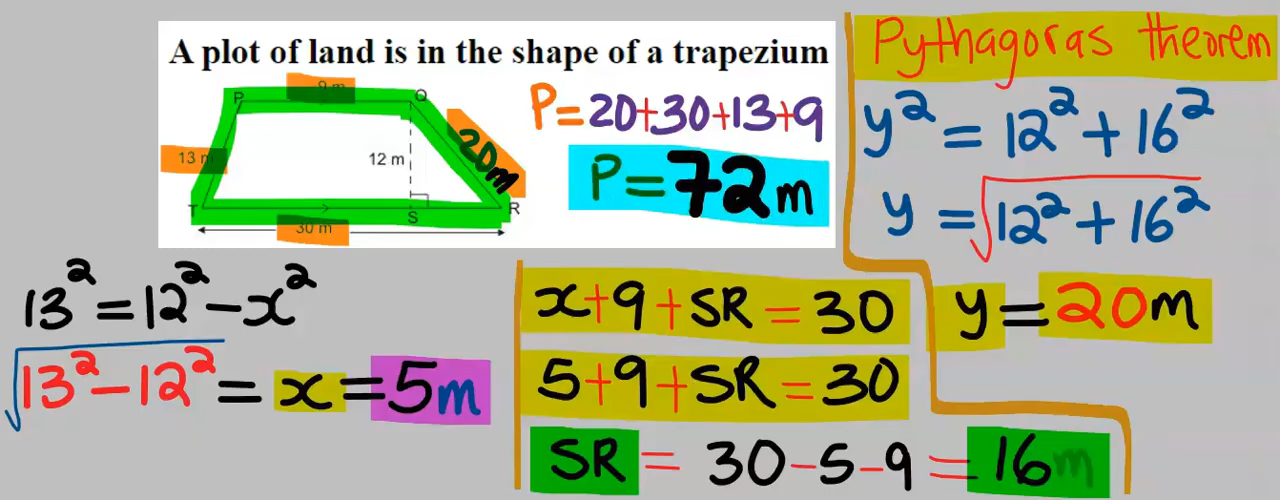 A plot of land is in the shape of a trapezium
9 m
P
Q
13 m
12 m
20m
T
S
R
30 m
P=20+30+13+9
P=72m
Pythagoras theorem
y²=12²+16²
y=√12²+16²
y=20m
13²=12²-x²
√13²-12²=x=5m
x+9+SR=30
5+9+SR=30
SR=30-5-9=16m